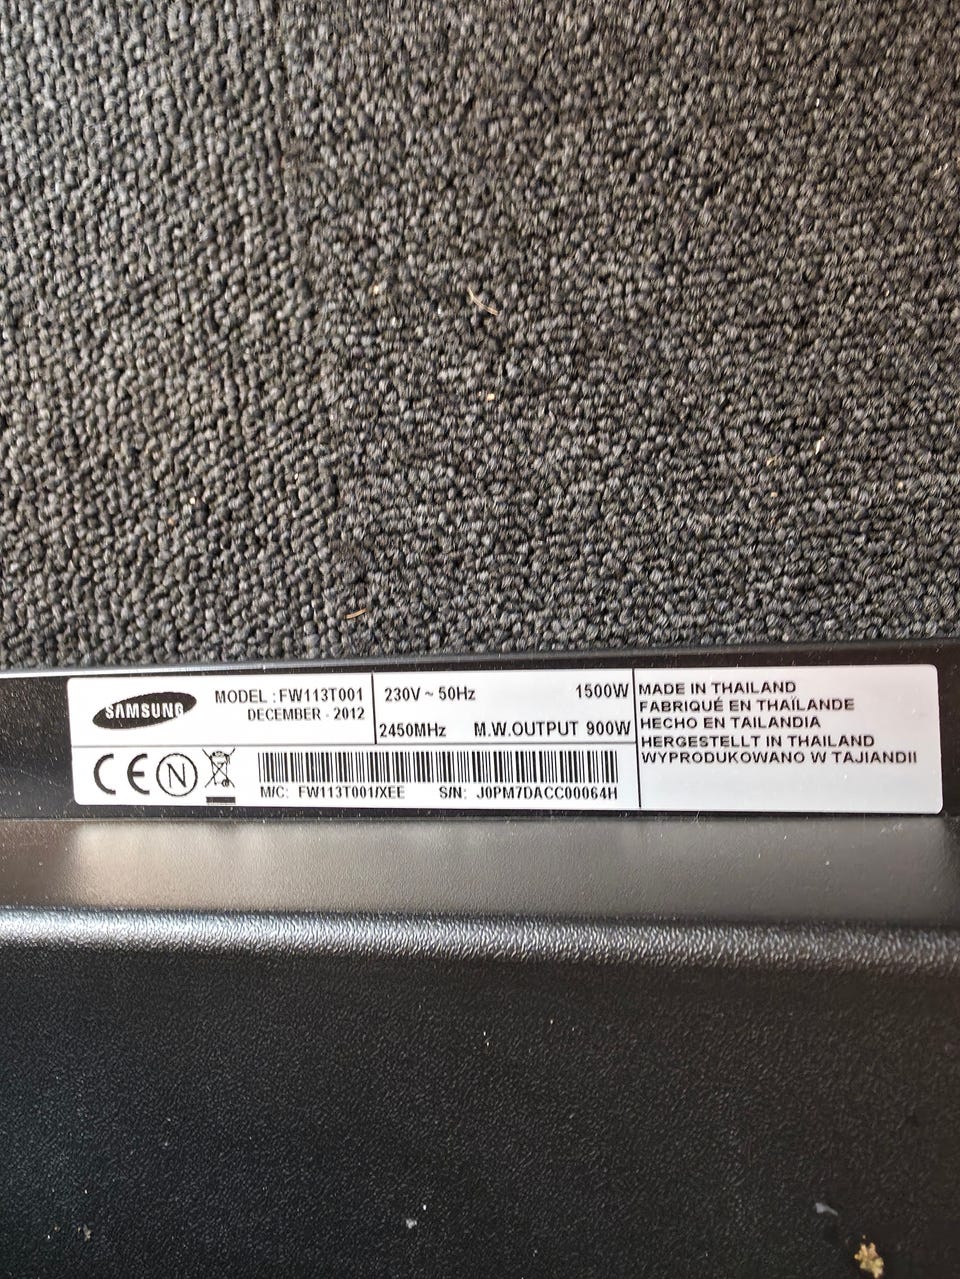 SAMSUNG
MODEL : FW113T001
DECEMBER - 2012
230V ~ 50Hz 1500W
2450MHz M.W.OUTPUT 900W
CE N
M/C: FW113T001/XEE S/N: J0PM7DACC00064H
MADE IN THAILAND
FABRIQUÉ EN THAÏLANDE
HECHO EN TAILANDIA
HERGESTELLT IN THAILAND
WYPRODUKOWANO W TAJIANDII